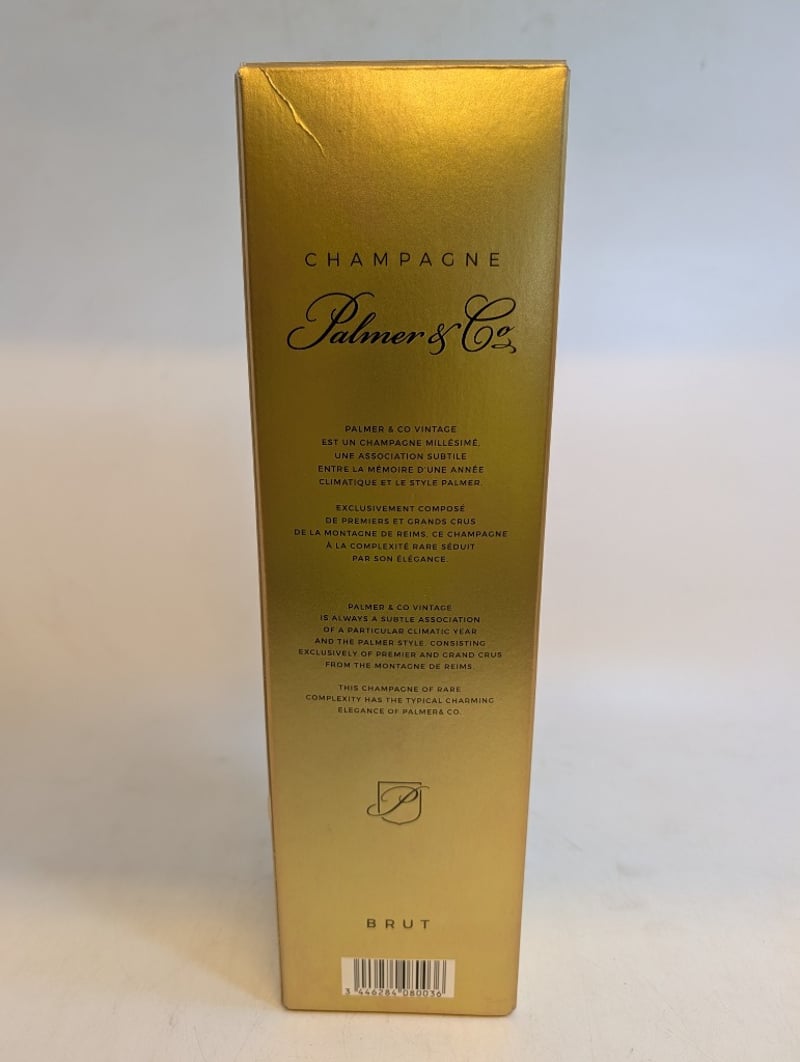 CHAMPAGNE
Palmer & Co
PALMER & CO VINTAGE
EST UN CHAMPAGNE MILLÉSIMÉ,
UNE ASSOCIATION SUBTILE
ENTRE LA MÉMOIRE D'UNE ANNÉE
CLIMATIQUE ET LE STYLE PALMER.
EXCLUSIVEMENT COMPOSÉ
DE PREMIERS ET GRANDS CRUS
DE LA MONTAGNE DE REIMS, CE CHAMPAGNE
À LA COMPLEXITÉ RARE SÉDUIT
PAR SON ÉLÉGANCE.
PALMER & CO VINTAGE
IS ALWAYS A SUBTLE ASSOCIATION
OF A PARTICULAR CLIMATIC YEAR
AND THE PALMER STYLE, CONSISTING
EXCLUSIVELY OF PREMIER AND GRAND CRUS
FROM THE MONTAGNE DE REIMS.
THIS CHAMPAGNE OF RARE
COMPLEXITY HAS THE TYPICAL CHARMING
ELEGANCE OF PALMER& CO.
P
BRUT
3 446284 080036